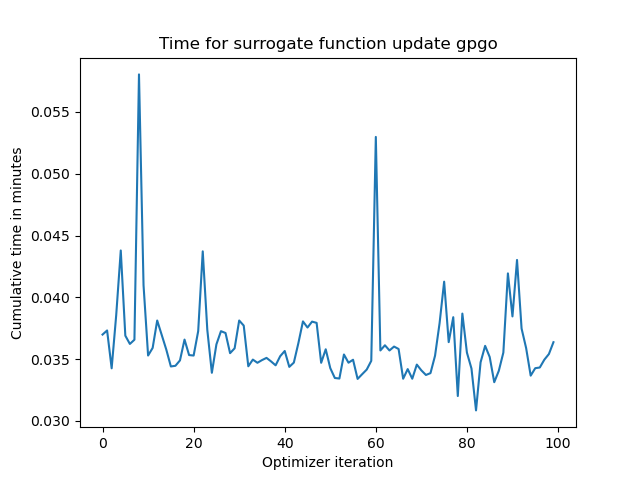 Time for surrogate function update gpgo
Cumulative time in minutes
0.055
0.050
0.045
0.040
0.035
0.030
0 20 40 60 80 100
Optimizer iteration